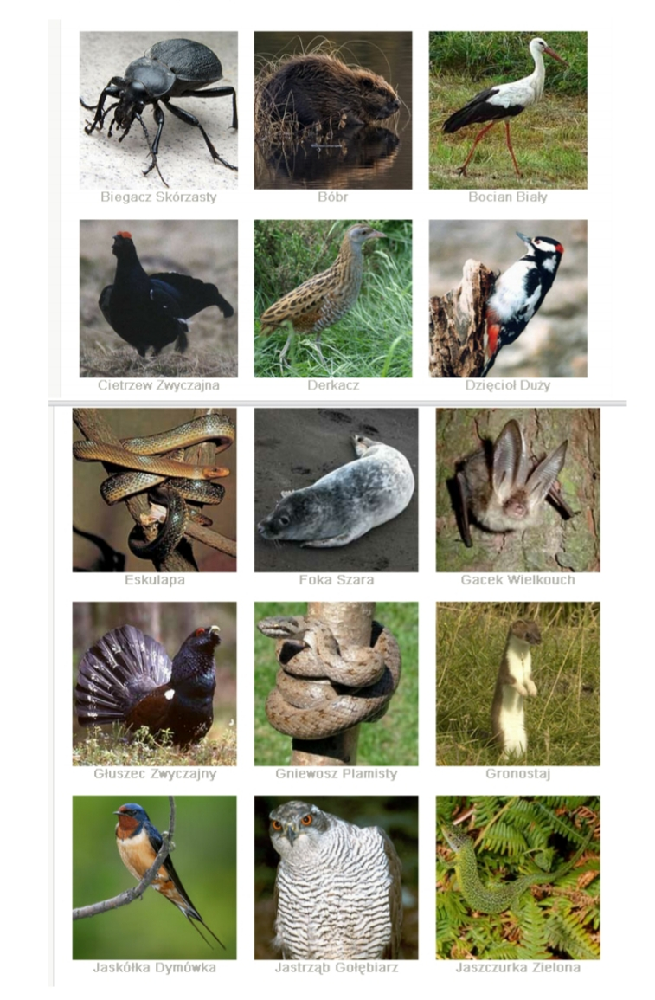 Biegacz Skórzasty
Bóbr
Bocian Biały
Cietrzew Zwyczajna
Derkacz
Dzięcioł Duży
Eskulapa
Foka Szara
Gacek Wielkouch
Głuszec Zwyczajny
Gniewosz Plamisty
Gronostaj
Jaskółka Dymówka
Jastrząb Gołębiarz
Jaszczurka Zielona